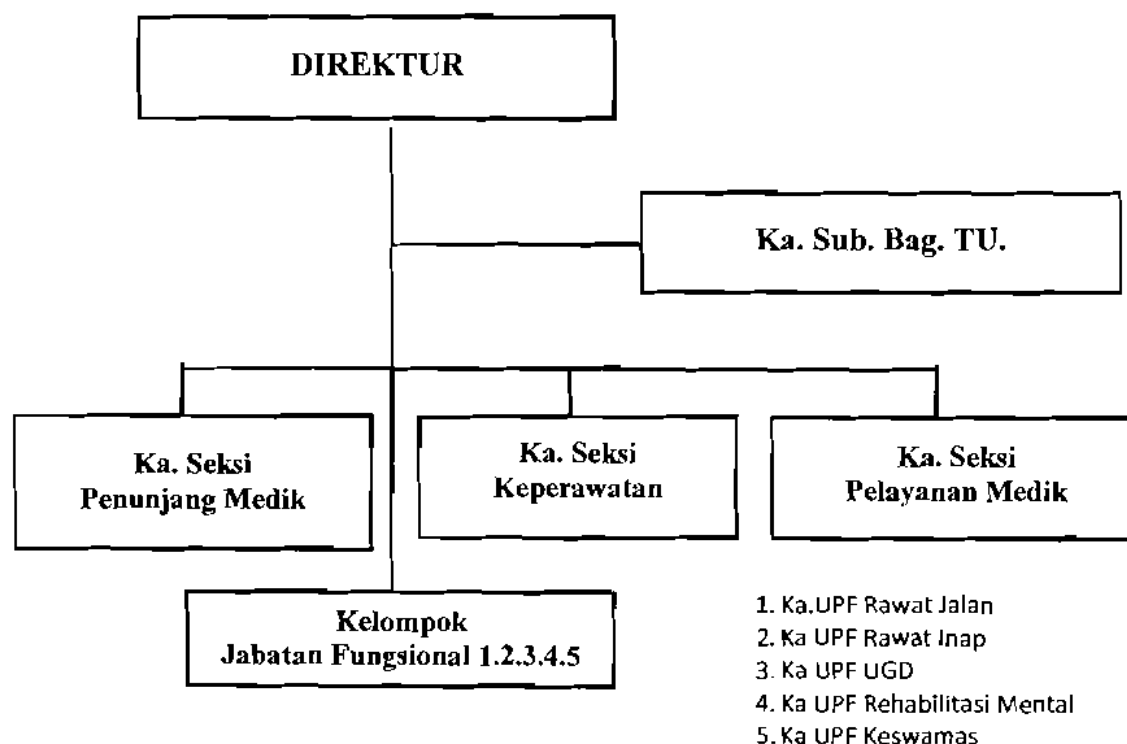 DIREKTUR
Ka. Sub. Bag. TU.
Ka. Seksi
Penunjang Medik
Ka. Seksi
Keperawatan
Ka. Seksi
Pelayanan Medik
Kelompok
Jabatan Fungsional 1.2.3.4.5
1. Ka.UPF Rawat Jalan
2. Ka UPF Rawat Inap
3. Ka UPF UGD
4. Ka UPF Rehabilitasi Mental
5. Ka UPF Keswamas